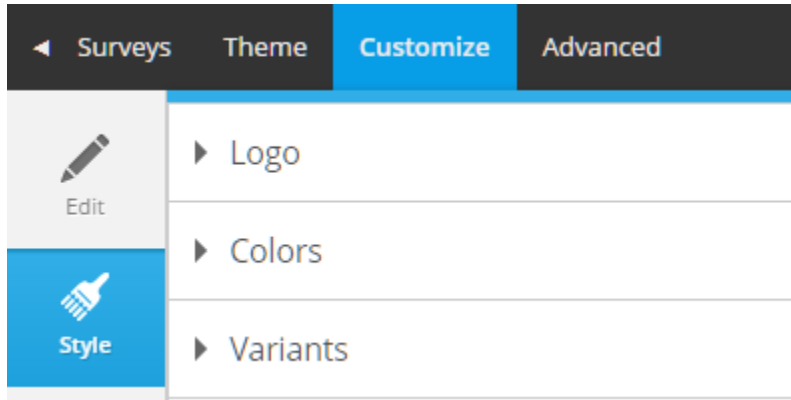 Surveys Theme Customize Advanced
Edit
Style
Logo
Colors
Variants